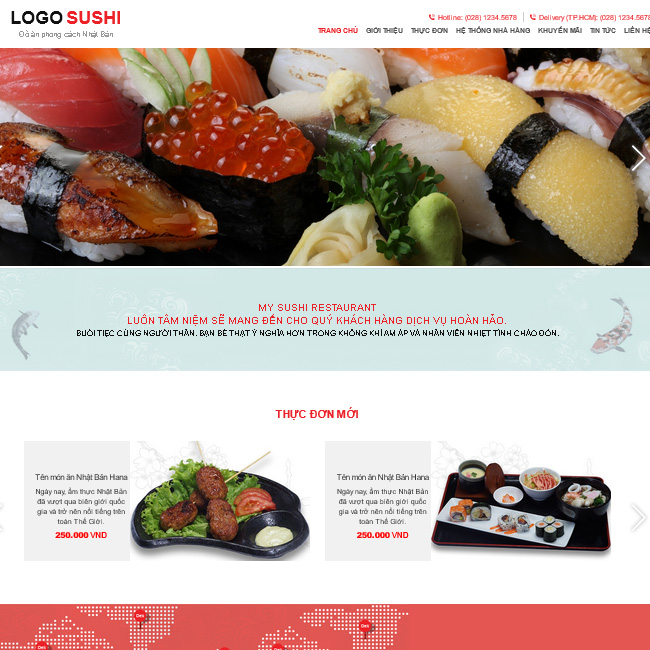 LOGO SUSHI
Đồ ăn phong cách Nhật Bản
Hotline: (028) 1234.5678 | Delivery (TP.HCM): (028) 1234.5678
TRANG CHỦ GIỚI THIỆU THỰC ĐƠN HỆ THỐNG NHÀ HÀNG KHUYẾN MÃI TIN TỨC LIÊN HỆ
MY SUSHI RESTAURANT
LUÔN TÂM NIỆM SẼ MANG ĐẾN CHO QUÝ KHÁCH HÀNG DỊCH VỤ HOÀN HẢO.
BUỔI TIỆC CÙNG NGƯỜI THÂN, BẠN BÈ THẬT Ý NGHĨA HƠN TRONG KHÔNG KHÍ ẤM ÁP VÀ NHÂN VIÊN NHIỆT TÌNH CHÀO ĐÓN.
THỰC ĐƠN MỚI
Tên món ăn Nhật Bản Hana
Ngày nay, ẩm thực Nhật Bản
đã vượt qua biên giới quốc
gia và trở nên nổi tiếng trên
toàn Thế Giới.
250.000 VND
Tên món ăn Nhật Bản Hana
Ngày nay, ẩm thực Nhật Bản
đã vượt qua biên giới quốc
gia và trở nên nổi tiếng trên
toàn Thế Giới.
250.000 VND